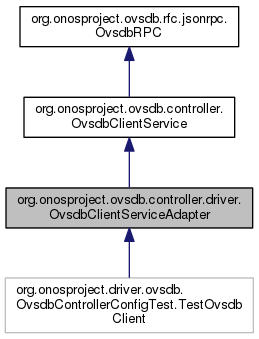 org.onosproject.ovsdb.rfc.jsonrpc.
OvsdbRPC
org.onosproject.ovsdb.controller.
OvsdbClientService
org.onosproject.ovsdb.controller.driver.
OvsdbClientServiceAdapter
org.onosproject.driver.ovsdb.
OvsdbControllerConfigTest.TestOvsdb
Client